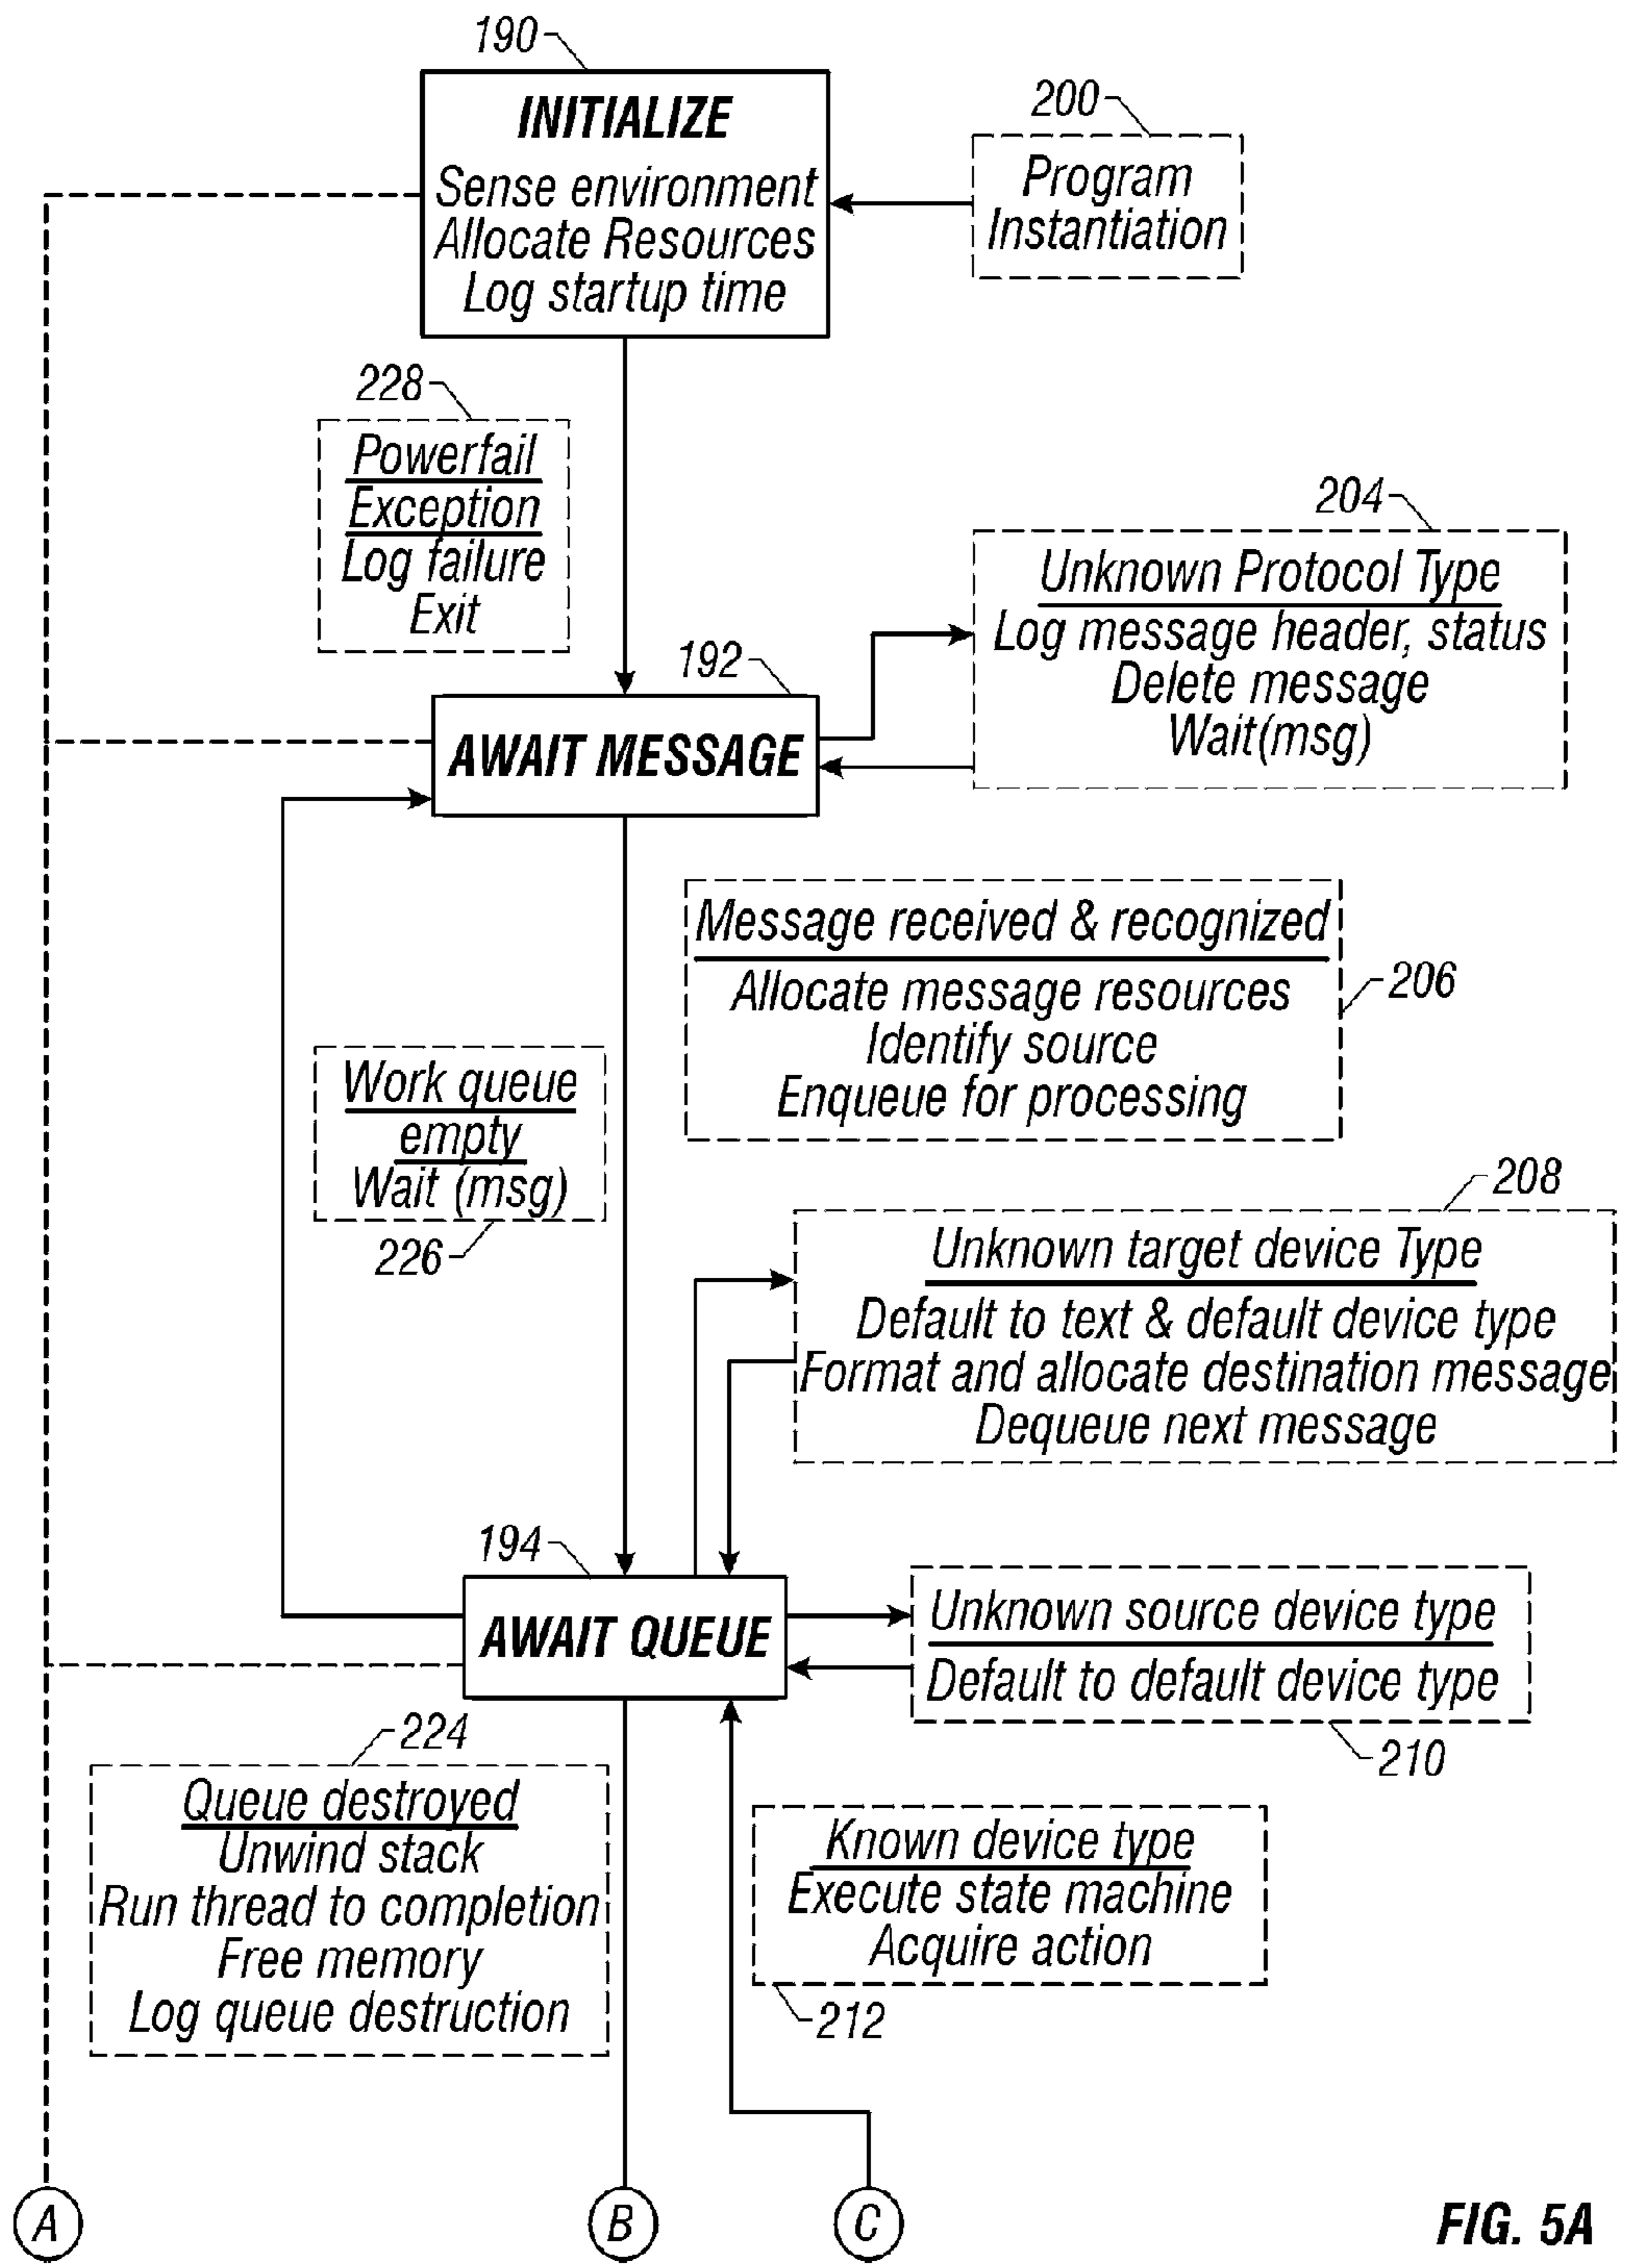 190
INITIALIZE
Sense environment
Allocate Resources
Log startup time
200
Program
Instantiation
228
Powerfail
Exception
Log failure
Exit
204
Unknown Protocol Type
Log message header, status
Delete message
Wait(msg)
192
AWAIT MESSAGE
Message received & recognized
Allocate message resources
Identify source
Enqueue for processing
206
Work queue
empty
Wait (msg)
226
208
Unknown target device Type
Default to text & default device type
Format and allocate destination message
Dequeue next message
194
AWAIT QUEUE
Unknown source device type
Default to default device type
210
224
Queue destroyed
Unwind stack
Run thread to completion
Free memory
Log queue destruction
Known device type
Execute state machine
Acquire action
212
A
B
C
FIG. 5A